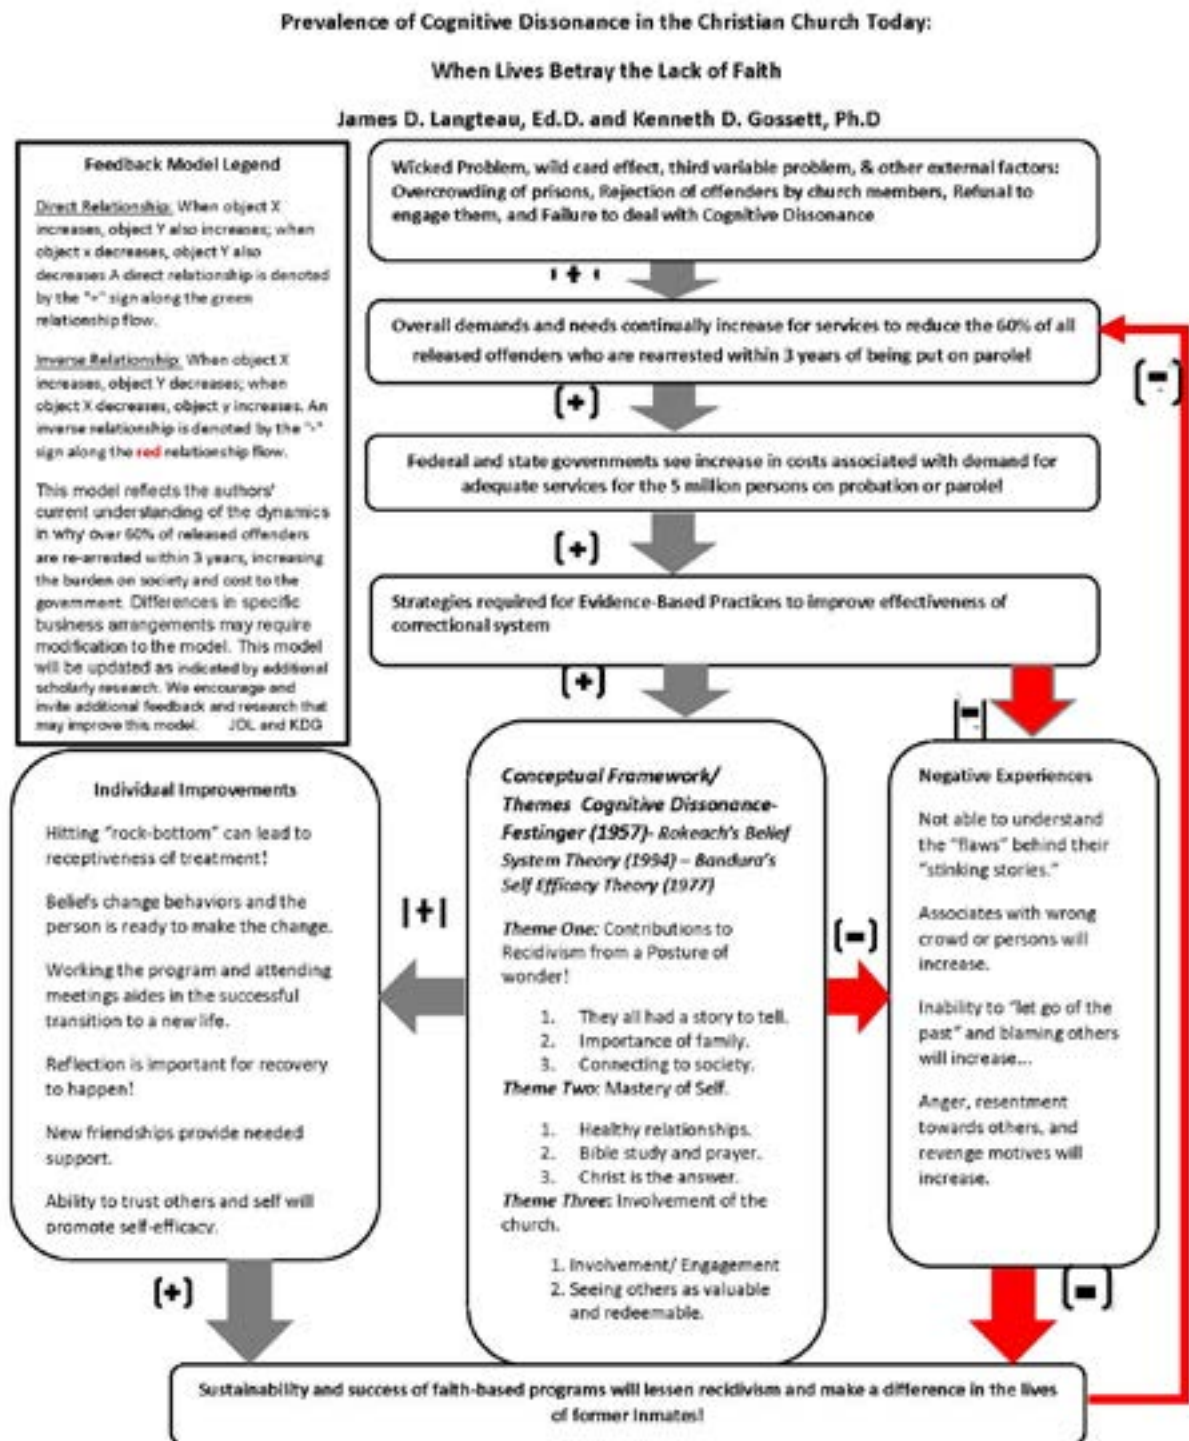 Prevalence of Cognitive Dissonance in the Christian Church Today:
When Lives Betray the Lack of Faith
James D. Langteau, Ed.D. and Kenneth D. Gossett, Ph.D
Feedback Model Legend
Direct Relationship: When object X
increases, object Y also increases; when
object x decreases, object Y also
decreases A direct relationship is denoted
by the "+" sign along the green
relationship flow.
Inverse Relationship: When object X
increases, object Y decreases; when
object X decreases, object y increases. An
inverse relationship is denoted by the "-"
sign along the red relationship flow.
This model reflects the authors'
current understanding of the dynamics
in why over 60% of released offenders
are re-arrested within 3 years, increasing
the burden on society and cost to the
government. Differences in specific
business arrangements may require
modification to the model. This model
will be updated as indicated by additional
scholarly research. We encourage and
invite additional feedback and research that
may improve this model. JDL and KDG
Wicked Problem, wild card effect, third variable problem, & other external factors:
Overcrowding of prisons, Rejection of offenders by church members, Refusal to
engage them, and Failure to deal with Cognitive Dissonance
(+)
Overall demands and needs continually increase for services to reduce the 60% of all
released offenders who are rearrested within 3 years of being put on parole!
(-)
(+)
Federal and state governments see increase in costs associated with demand for
adequate services for the 5 million persons on probation or parole!
(+)
Strategies required for Evidence-Based Practices to improve effectiveness of
correctional system
(+)
(-)
Individual Improvements
Hitting "rock-bottom" can lead to
receptiveness of treatment!
Beliefs change behaviors and the
person is ready to make the change.
Working the program and attending
meetings aides in the successful
transition to a new life.
Reflection is important for recovery
to happen!
New friendships provide needed
support.
Ability to trust others and self will
promote self-efficacy.
(+)
(+)
Conceptual Framework/
Themes Cognitive Dissonance-
Festinger (1957)- Rokeach's Belief
System Theory (1994) – Bandura's
Self Efficacy Theory (1977)
Theme One: Contributions to
Recidivism from a Posture of
wonder!
1. They all had a story to tell.
2. Importance of family.
3. Connecting to society.
Theme Two: Mastery of Self.
1. Healthy relationships.
2. Bible study and prayer.
3. Christ is the answer.
Theme Three: Involvement of the
church.
1. Involvement/ Engagement
2. Seeing others as valuable
and redeemable.
(-)
Negative Experiences
Not able to understand
the "flaws" behind their
"stinking stories."
Associates with wrong
crowd or persons will
increase.
Inability to "let go of the
past" and blaming others
will increase...
Anger, resentment
towards others, and
revenge motives will
increase.
(-)
Sustainability and success of faith-based programs will lessen recidivism and make a difference in the lives
of former Inmates!